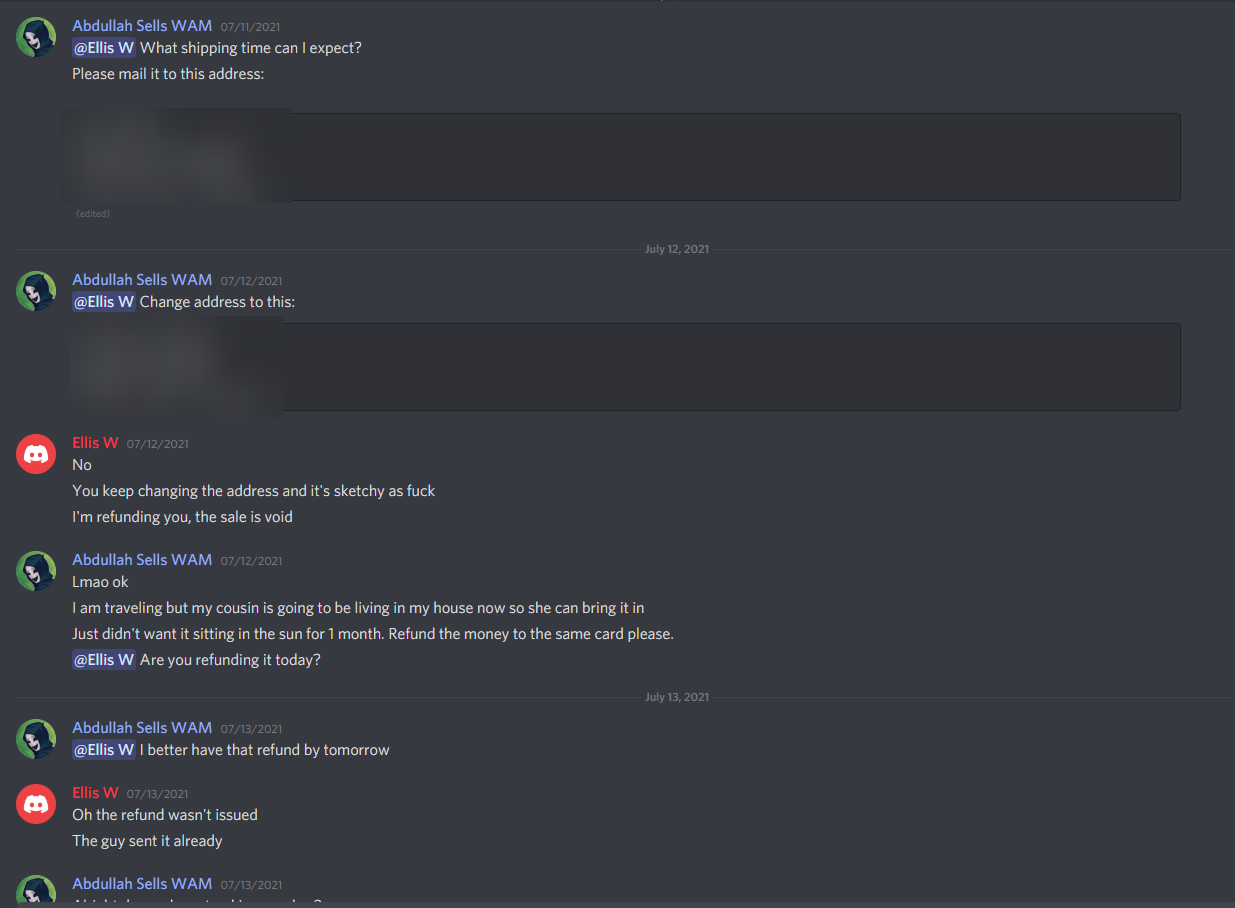 Abdullah Sells WAM 07/11/2021
@Ellis W What shipping time can I expect?
Please mail it to this address:
(edited)
July 12, 2021
Abdullah Sells WAM 07/12/2021
@Ellis W Change address to this:
Ellis W 07/12/2021
No
You keep changing the address and it's sketchy as fuck
I'm refunding you, the sale is void
Abdullah Sells WAM 07/12/2021
Lmao ok
I am traveling but my cousin is going to be living in my house now so she can bring it in
Just didn't want it sitting in the sun for 1 month. Refund the money to the same card please.
@Ellis W Are you refunding it today?
July 13, 2021
Abdullah Sells WAM 07/13/2021
@Ellis W I better have that refund by tomorrow
Ellis W 07/13/2021
Oh the refund wasn't issued
The guy sent it already
Abdullah Sells WAM 07/13/2021